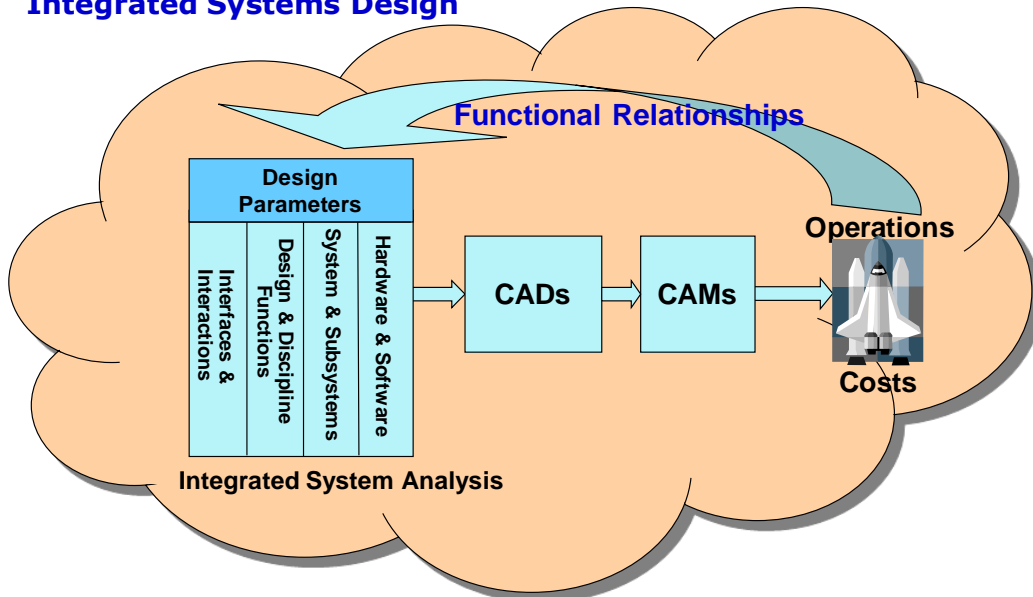 Integrated Systems Design
Functional Relationships
Design
Parameters
Interfaces &
Interactions
Design & Discipline
Functions
System & Subsystems
Hardware & Software
CADs
CAMs
Operations
Costs
Integrated System Analysis